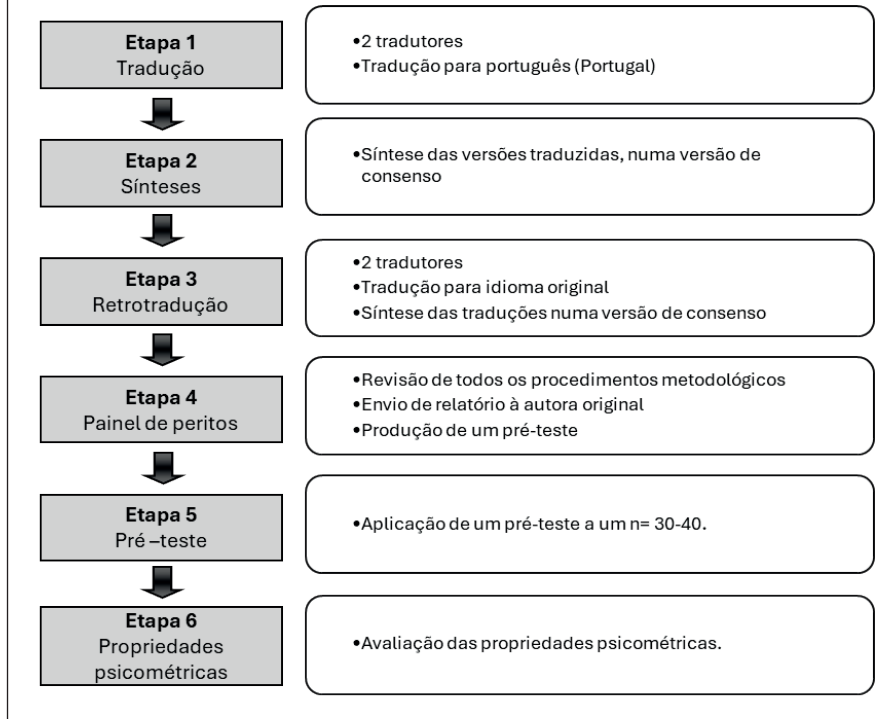 Etapa 1
Tradução
•2 tradutores
•Tradução para português (Portugal)
Etapa 2
Sínteses
•Síntese das versões traduzidas, numa versão de
consenso
Etapa 3
Retrotradução
•2 tradutores
•Tradução para idioma original
•Síntese das traduções numa versão de consenso
Etapa 4
Painel de peritos
•Revisão de todos os procedimentos metodológicos
•Envio de relatório à autora original
•Produção de um pré-teste
Etapa 5
Pré –teste
•Aplicação de um pré-teste a um n= 30-40.
Etapa 6
Propriedades
psicométricas
•Avaliação das propriedades psicométricas.